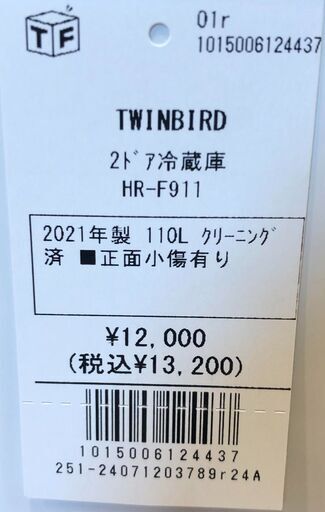 TF
01r
1015006124437
TWINBIRD
2ﾄﾞｱ冷蔵庫
HR-F911
2021年製 110L ｸﾘｰﾆﾝｸﾞ
済 ■正面小傷有り
¥12,000
(税込¥13,200)
1015006124437
251-24071203789r24A